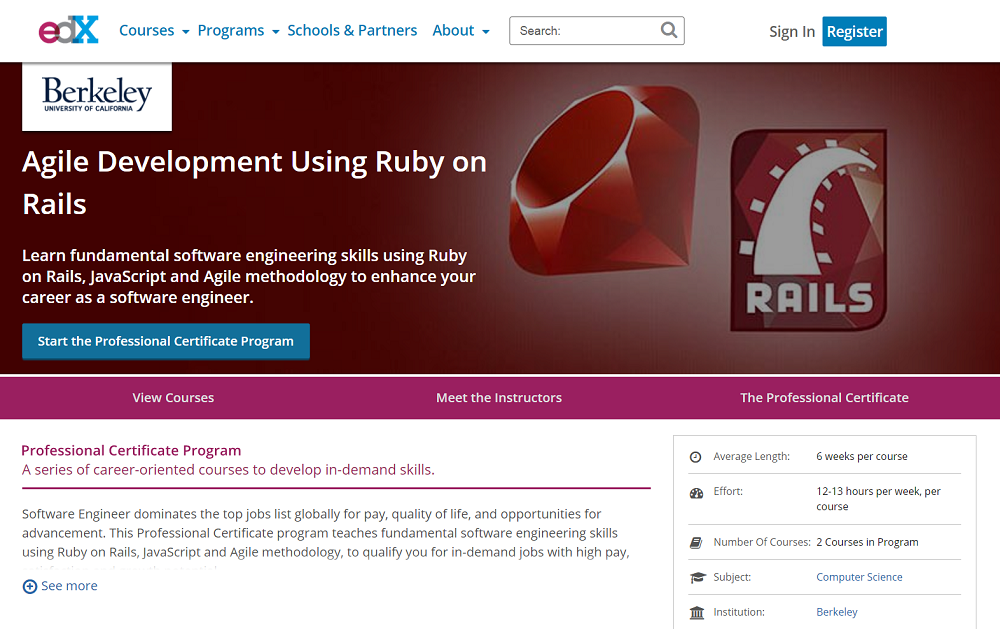 edX
Courses Programs Schools & Partners About Search: Sign In Register
Berkeley
UNIVERSITY OF CALIFORNIA
Agile Development Using Ruby on
Rails
Learn fundamental software engineering skills using Ruby
on Rails, JavaScript and Agile methodology to enhance your
career as a software engineer.
Start the Professional Certificate Program
RAILS
View Courses Meet the Instructors The Professional Certificate
Professional Certificate Program
A series of career-oriented courses to develop in-demand skills.
Software Engineer dominates the top jobs list globally for pay, quality of life, and opportunities for
advancement. This Professional Certificate program teaches fundamental software engineering skills
using Ruby on Rails, JavaScript and Agile methodology, to qualify you for in-demand jobs with high pay,
See more
Average Length: 6 weeks per course
Effort: 12-13 hours per week, per
course
Number Of Courses: 2 Courses in Program
Subject: Computer Science
Institution: Berkeley